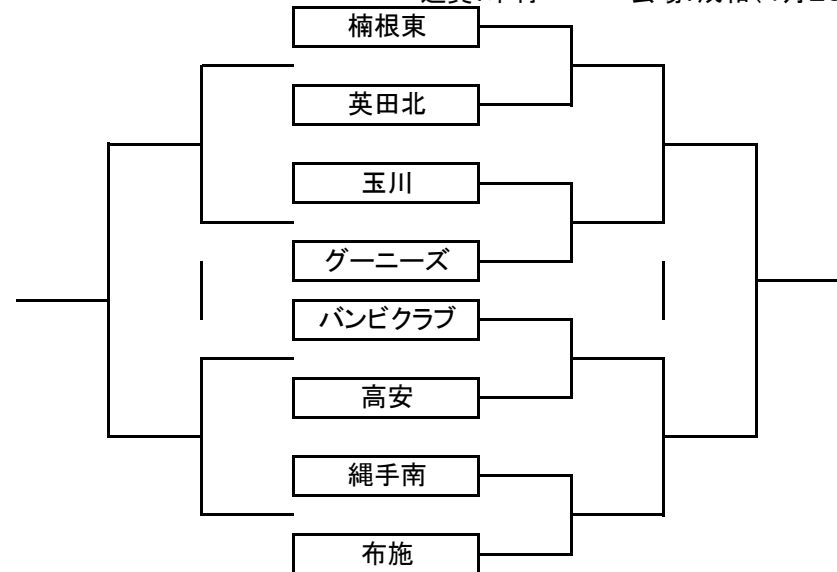 楠根東
英田北
玉川
グーニーズ
バンビクラブ
高安
縄手南
布施